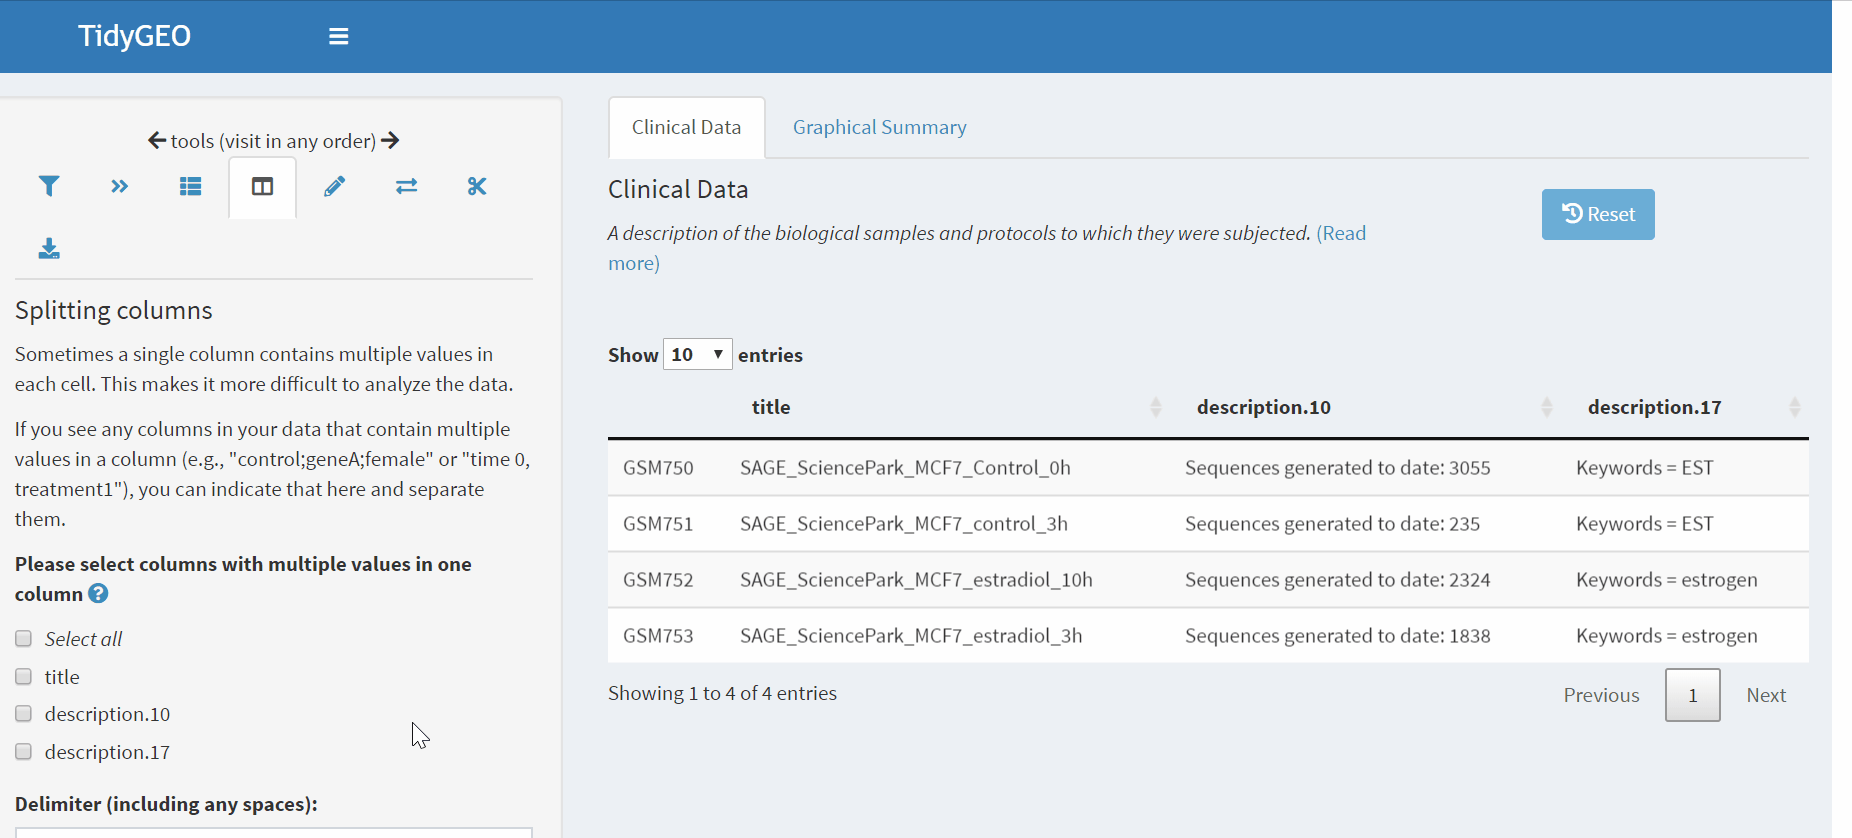 TidyGEO
tools (visit in any order)
Splitting columns
Sometimes a single column contains multiple values in
each cell. This makes it more difficult to analyze the data.
If you see any columns in your data that contain multiple
values in a column (e.g., "control;geneA;female" or "time 0,
treatment1"), you can indicate that here and separate
them.
Please select columns with multiple values in one
column ?
Select all
title
description.10
description.17
Delimiter (including any spaces):
Clinical Data Graphical Summary
Clinical Data
Reset
A description of the biological samples and protocols to which they were subjected. (Read
more)
Show 10 entries
title description.10 description.17
GSM750 SAGE_SciencePark_MCF7_Control_0h Sequences generated to date: 3055 Keywords = EST
GSM751 SAGE_SciencePark_MCF7_control_3h Sequences generated to date: 235 Keywords = EST
GSM752 SAGE_SciencePark_MCF7_estradiol_10h Sequences generated to date: 2324 Keywords = estrogen
GSM753 SAGE_SciencePark_MCF7_estradiol_3h Sequences generated to date: 1838 Keywords = estrogen
Showing 1 to 4 of 4 entries
Previous 1 Next